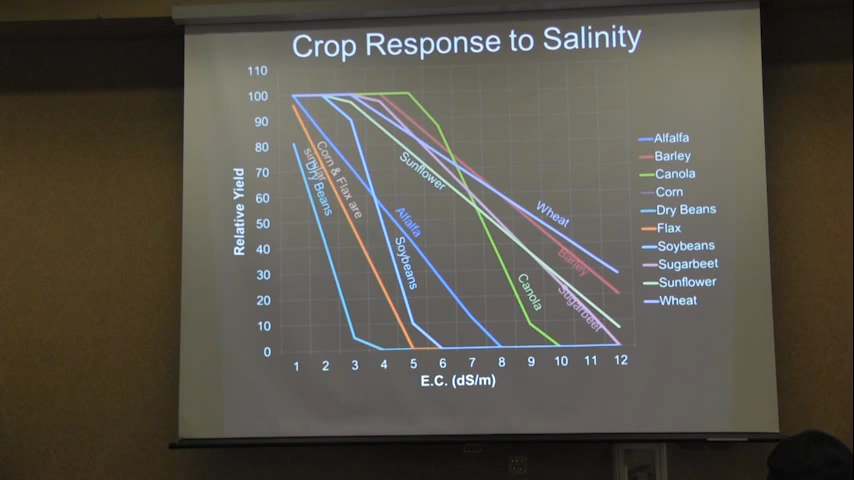 Crop Response to Salinity
110
100
90
80
70
60
50
40
30
20
10
0
Relative Yield
1 2 3 4 5 6 7 8 9 10 11 12
E.C. (dS/m)
Corn & Flax are
similar
Dry Beans
Alfalfa
Soybeans
Sunflower
Canola
Wheat
Barley
Sugarbeet
Alfalfa
Barley
Canola
Corn
Dry Beans
Flax
Soybeans
Sugarbeet
Sunflower
Wheat